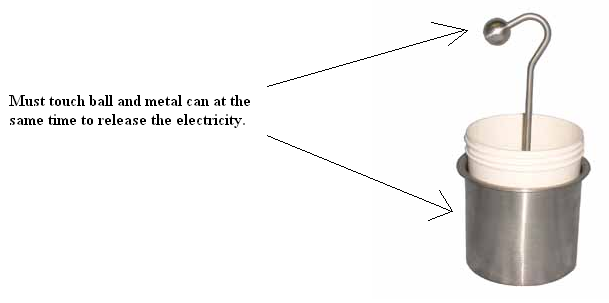 Must touch ball and metal can at the
same time to release the electricity.